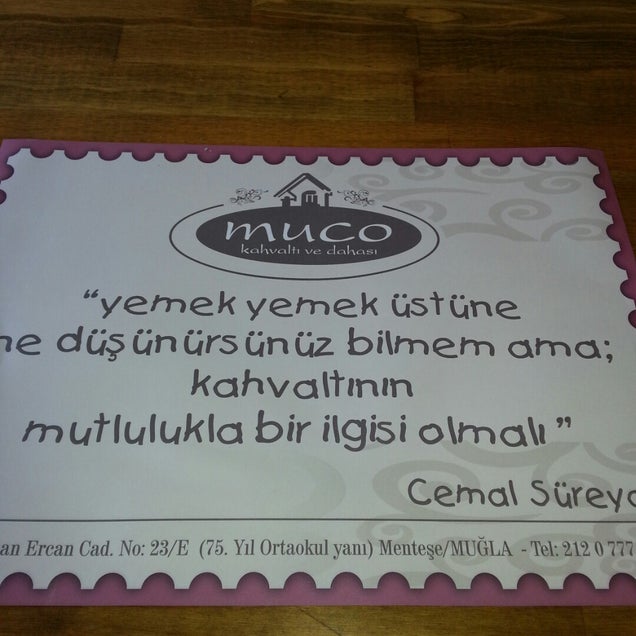 muco
kahvaltı ve dahası
“yemek yemek üstüne
ne düşünürsünüz bilmem ama;
kahvaltının
mutlulukla bir ilgisi olmalı”
Cemal Süreya
an Ercan Cad. No: 23/E (75. Yıl Ortaokul yanı) Menteşe/MUĞLA - Tel: 212 0 777